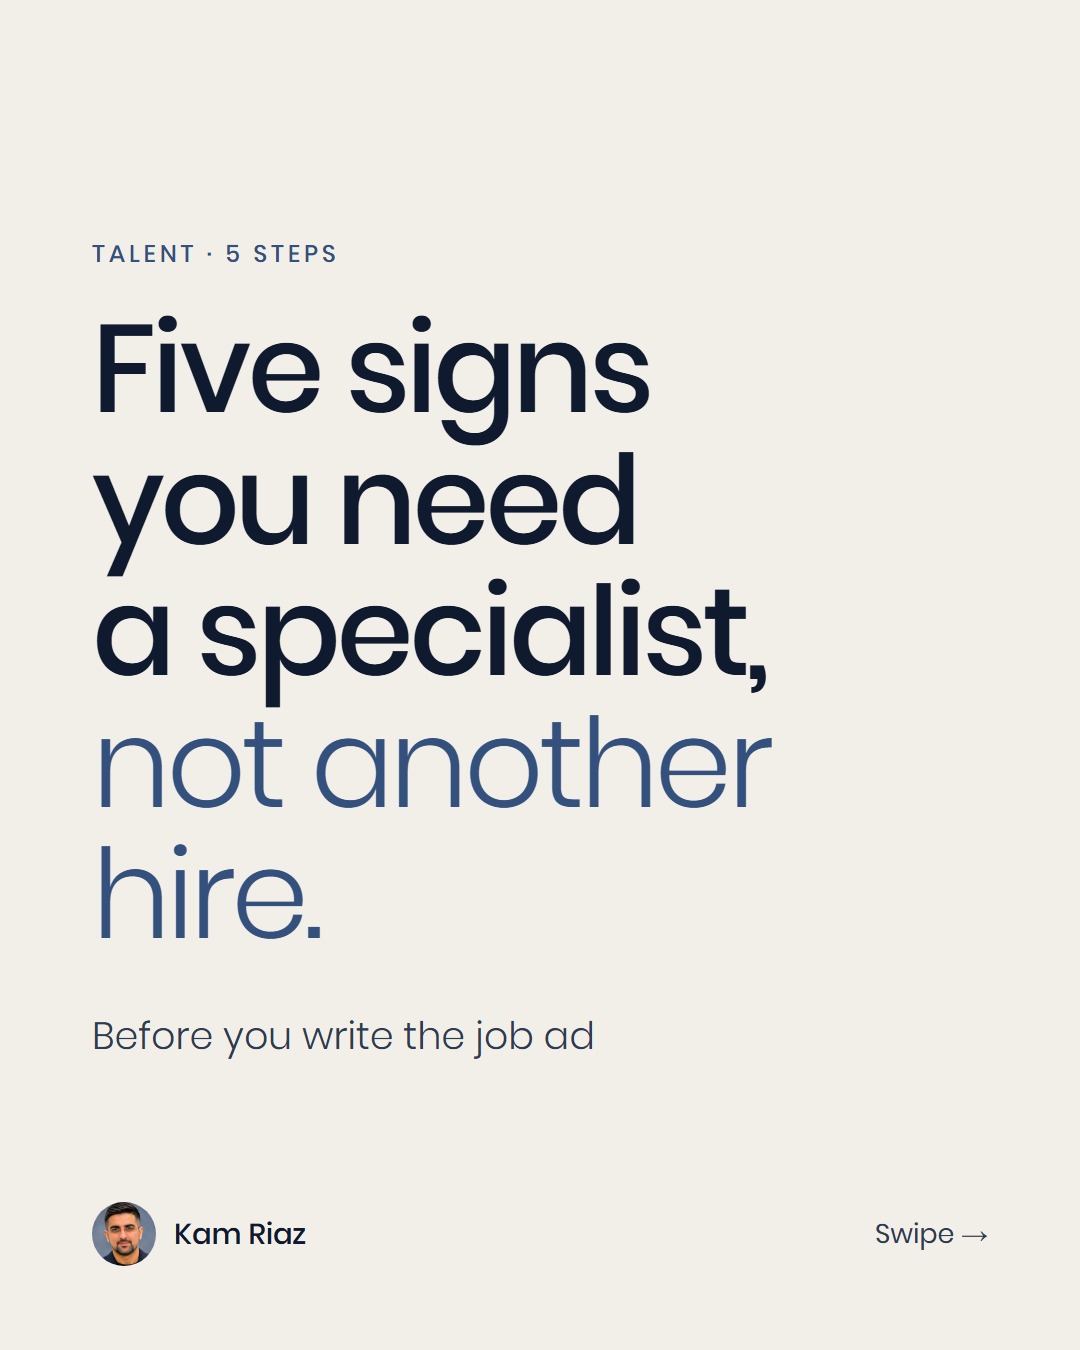 TALENT · 5 STEPS
Five signs
you need
a specialist,
not another
hire.
Before you write the job ad
Kam Riaz
Swipe →